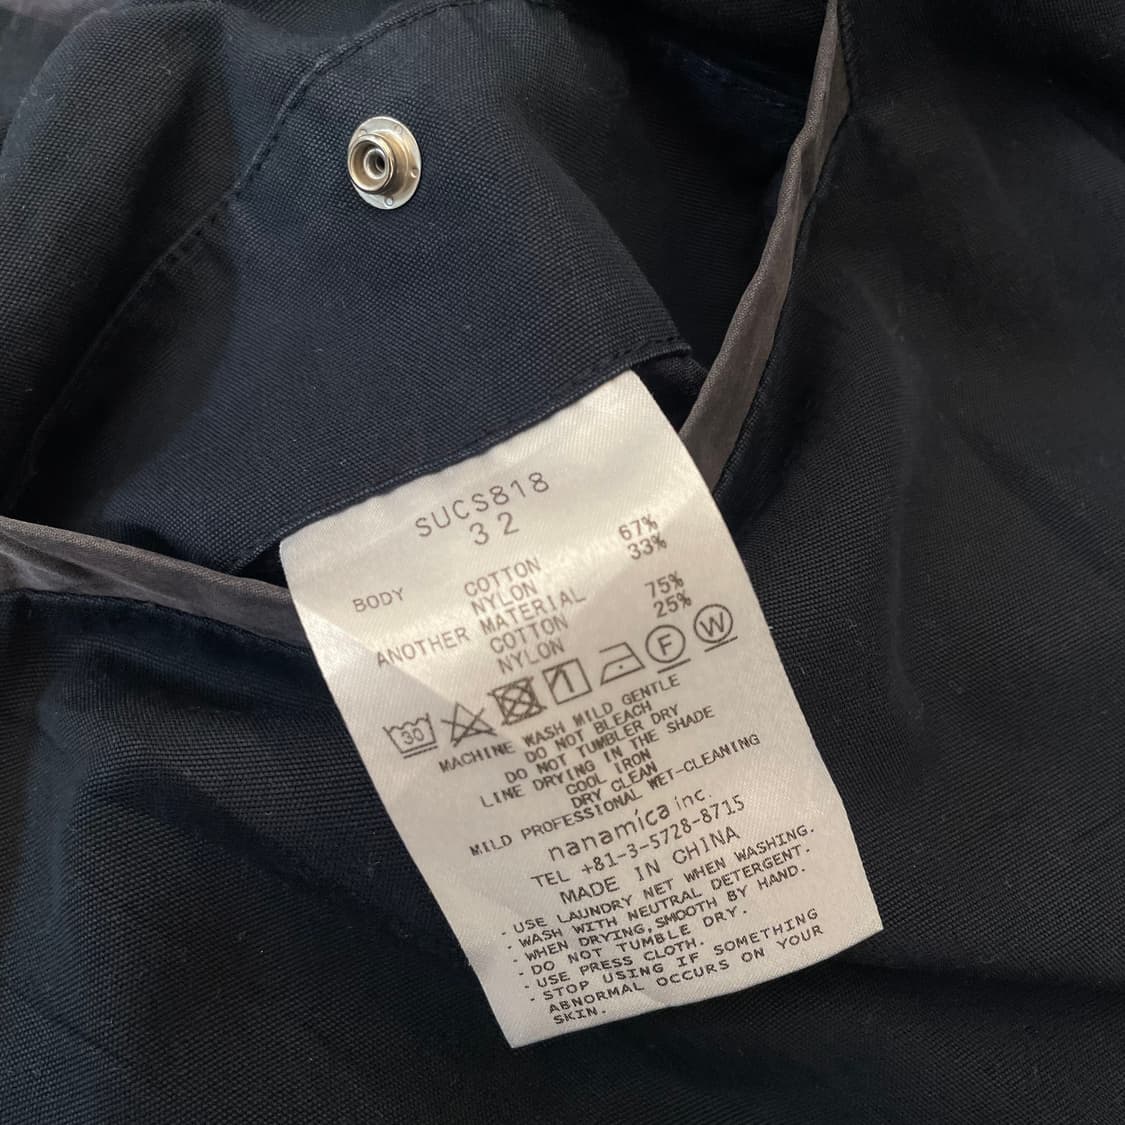 SUCS818
32
BODY COTTON 67%
NYLON 33%
ANOTHER MATERIAL
COTTON 75%
NYLON 25%
30 F W
MACHINE WASH MILD GENTLE
DO NOT BLEACH
DO NOT TUMBLER DRY
LINE DRYING IN THE SHADE
COOL IRON
DRY CLEAN
MILD PROFESSIONAL WET-CLEANING
nanamica inc.
TEL +81-3-5728-8715
MADE IN CHINA
・USE LAUNDRY NET WHEN WASHING.
・WASH WITH NEUTRAL DETERGENT.
・WHEN DRYING,SMOOTH BY HAND.
・DO NOT TUMBLE DRY.
・USE PRESS CLOTH.
・STOP USING IF SOMETHING
ABNORMAL OCCURS ON YOUR
SKIN.